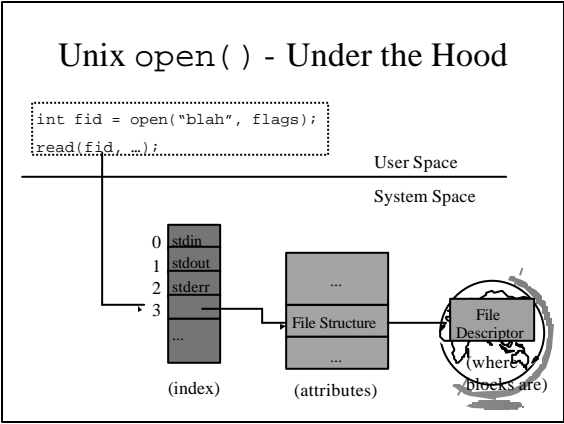 Unix open() - Under the Hood
int fid = open(“blah”, flags);
read(fid, …);
User Space
System Space
0 stdin
1 stdout
2 stderr
3
...
(index)
...
File Structure
...
(attributes)
File
Descriptor
(where
blocks are)